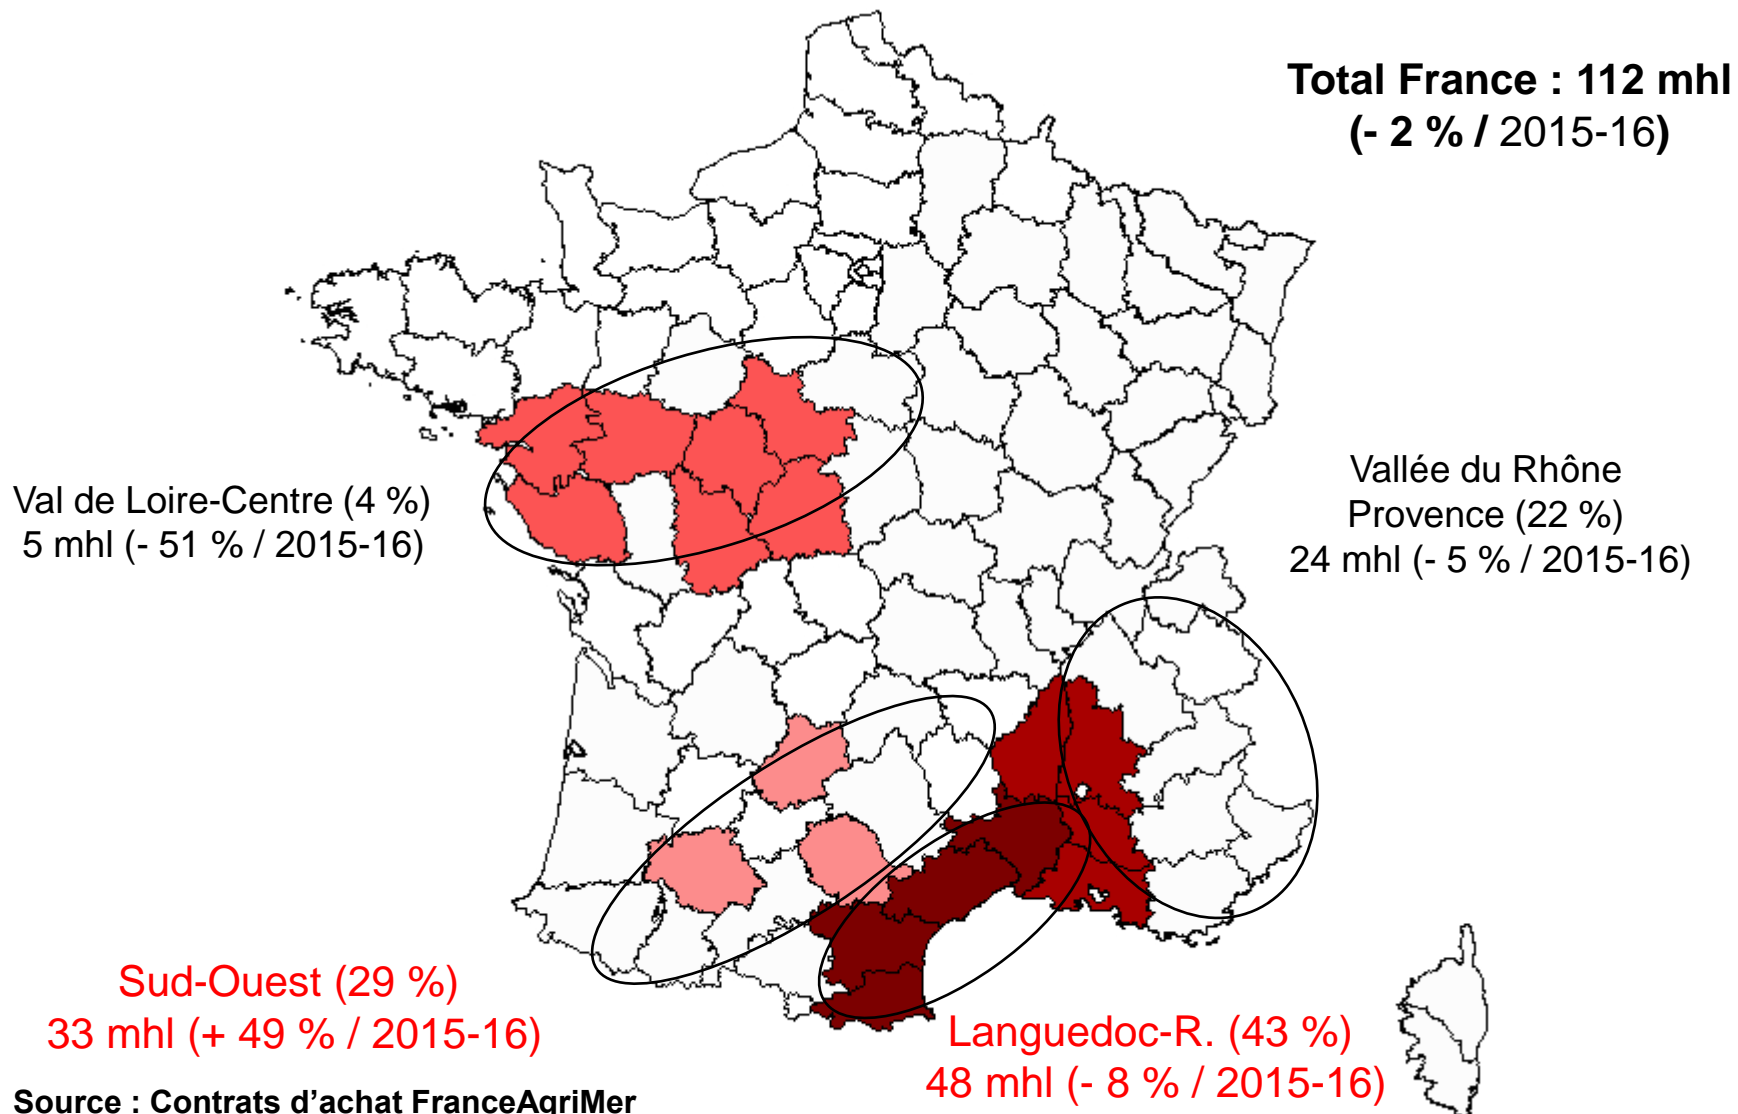 Total France : 112 mhl
(- 2 % / 2015-16)
Val de Loire-Centre (4 %)
5 mhl (- 51 % / 2015-16)
Vallée du Rhône
Provence (22 %)
24 mhl (- 5 % / 2015-16)
Sud-Ouest (29 %)
33 mhl (+ 49 % / 2015-16)
Languedoc-R. (43 %)
48 mhl (- 8 % / 2015-16)
Source : Contrats d’achat FranceAgriMer